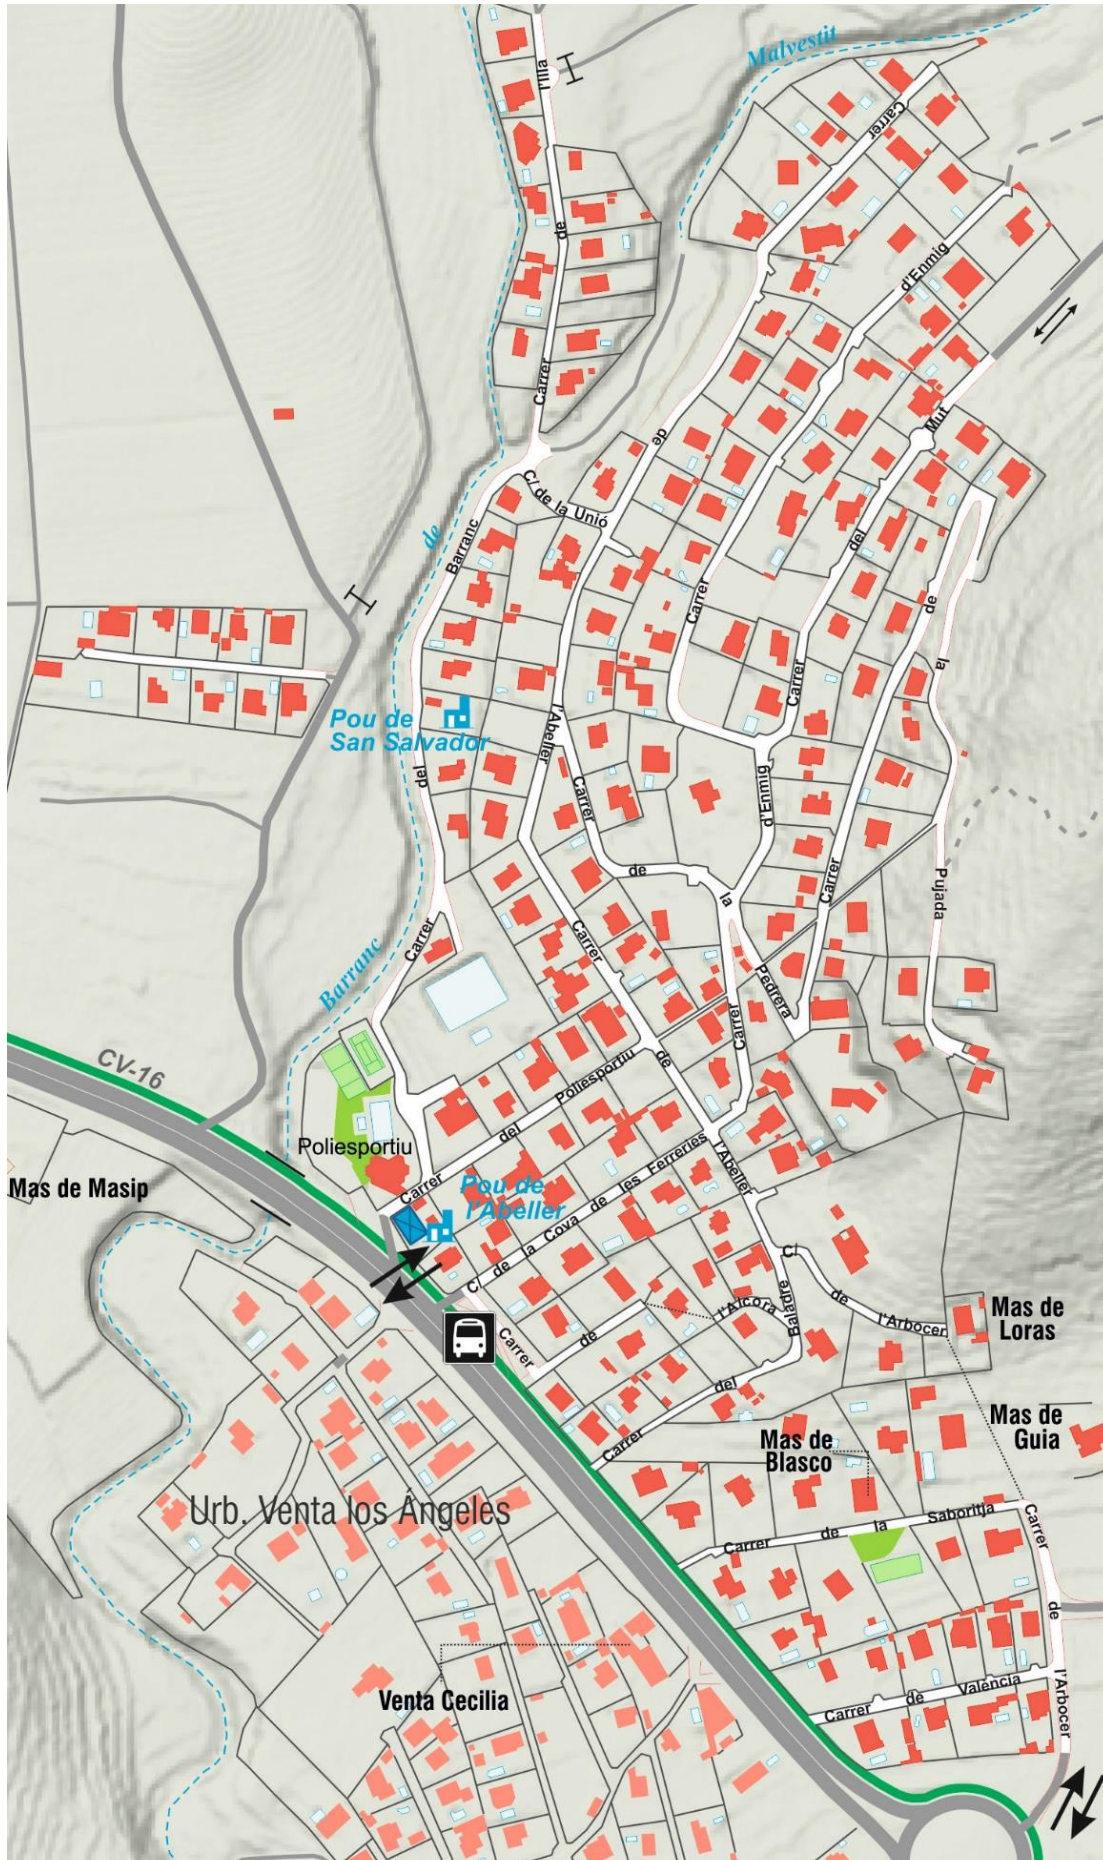 Malvestit
l'Illa
de
Carrer
Carrer
de
l'Abeller
d'Enmig
Carrer
d'Enmig
Mut
del
Carrer
C/ de la Unió
de
Barranc
del
Carrer
Barranc
de
la
Pujada
Carrer
Pou de
San Salvador
Carrer
de
la
Pedrera
Carrer
Carrer
de
l'Abeller
CV-16
Poliesportiu
Carrer
del
Poliesportiu
Mas de Masip
Pou de
l'Abeller
C/ de la Cova de les Ferreries
C/
de
l'Arbocer
Carrer
de
l'Alcora
Carrer
del
Baladre
Mas de
Loras
Mas de
Guia
Mas de
Blasco
Urb. Venta los Ángeles
Carrer de la Saboritja
Carrer
de
l'Arbocer
Carrer de València
Venta Cecilia